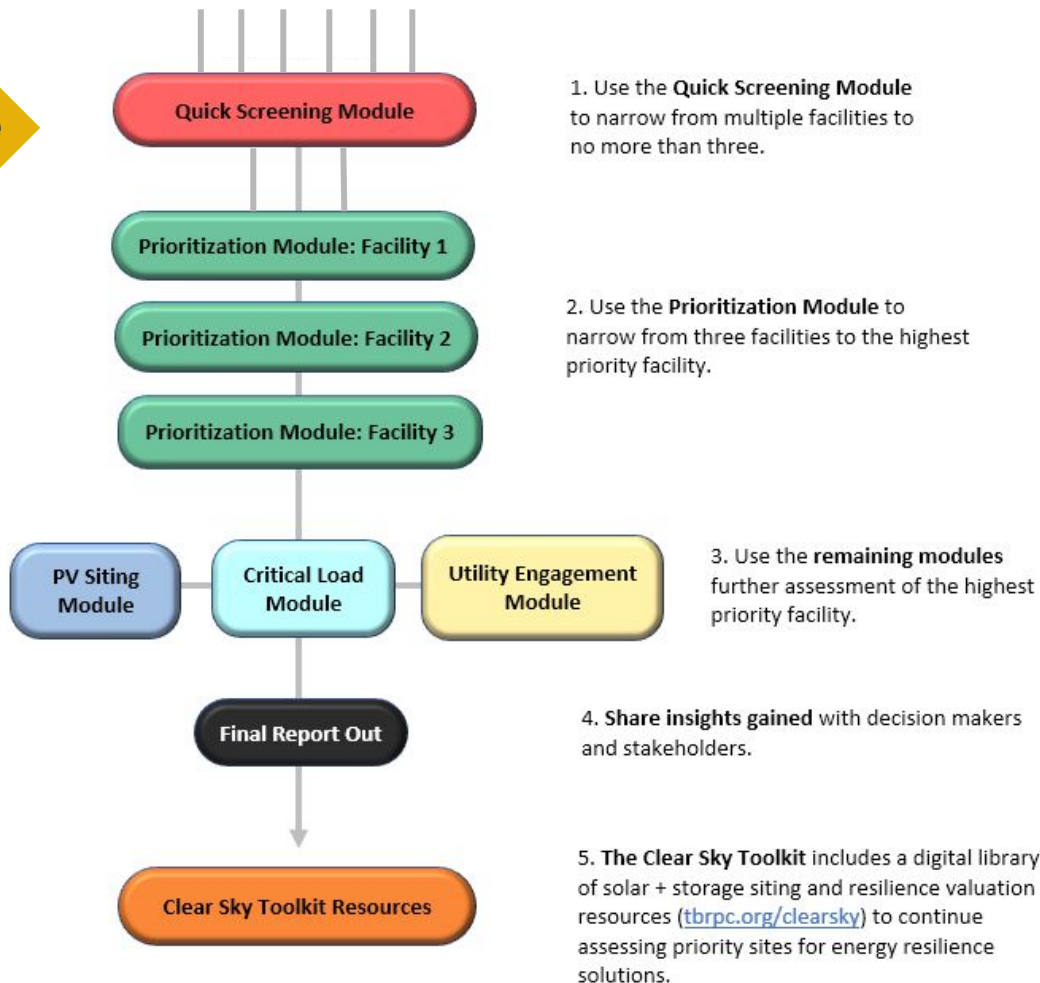 Quick Screening Module
1. Use the Quick Screening Module
to narrow from multiple facilities to
no more than three.
Prioritization Module: Facility 1
Prioritization Module: Facility 2
Prioritization Module: Facility 3
2. Use the Prioritization Module to
narrow from three facilities to the highest
priority facility.
PV Siting
Module
Critical Load
Module
Utility Engagement
Module
3. Use the remaining modules
further assessment of the highest
priority facility.
Final Report Out
4. Share insights gained with decision makers
and stakeholders.
Clear Sky Toolkit Resources
5. The Clear Sky Toolkit includes a digital library
of solar + storage siting and resilience valuation
resources (tbrpc.org/clearsky) to continue
assessing priority sites for energy resilience
solutions.